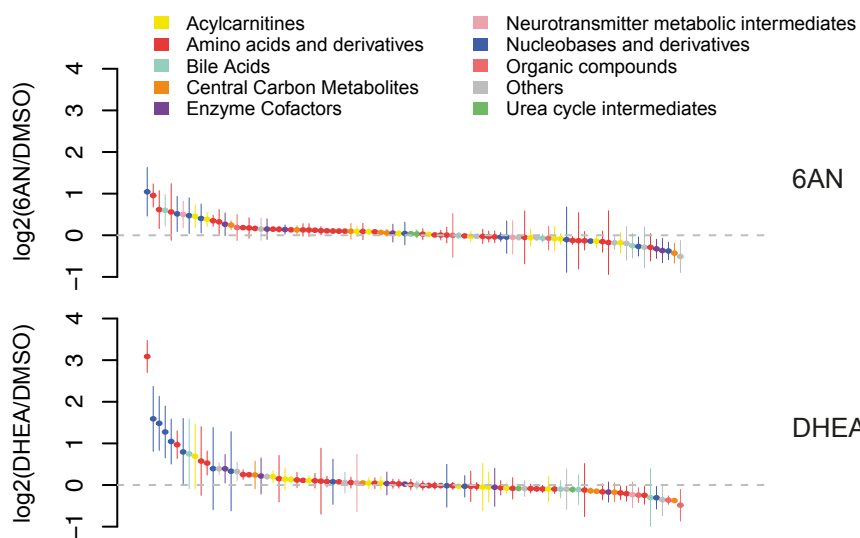 Acylcarnitines
Amino acids and derivatives
Bile Acids
Central Carbon Metabolites
Enzyme Cofactors
Neurotransmitter metabolic intermediates
Nucleobases and derivatives
Organic compounds
Others
Urea cycle intermediates
log2(6AN/DMSO)
4
3
2
1
0
−1
6AN
log2(DHEA/DMSO)
4
3
2
1
0
−1
DHEA